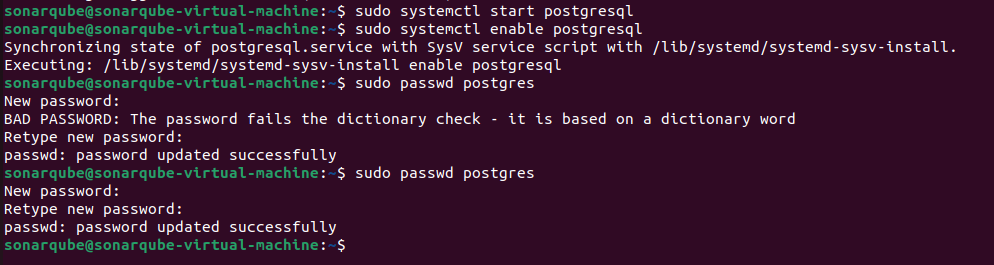 sonarqube@sonarqube-virtual-machine:~$ sudo systemctl start postgresql
sonarqube@sonarqube-virtual-machine:~$ sudo systemctl enable postgresql
Synchronizing state of postgresql.service with SysV service script with /lib/systemd/systemd-sysv-install.
Executing: /lib/systemd/systemd-sysv-install enable postgresql
sonarqube@sonarqube-virtual-machine:~$ sudo passwd postgres
New password:
BAD PASSWORD: The password fails the dictionary check - it is based on a dictionary word
Retype new password:
passwd: password updated successfully
sonarqube@sonarqube-virtual-machine:~$ sudo passwd postgres
New password:
Retype new password:
passwd: password updated successfully
sonarqube@sonarqube-virtual-machine:~$